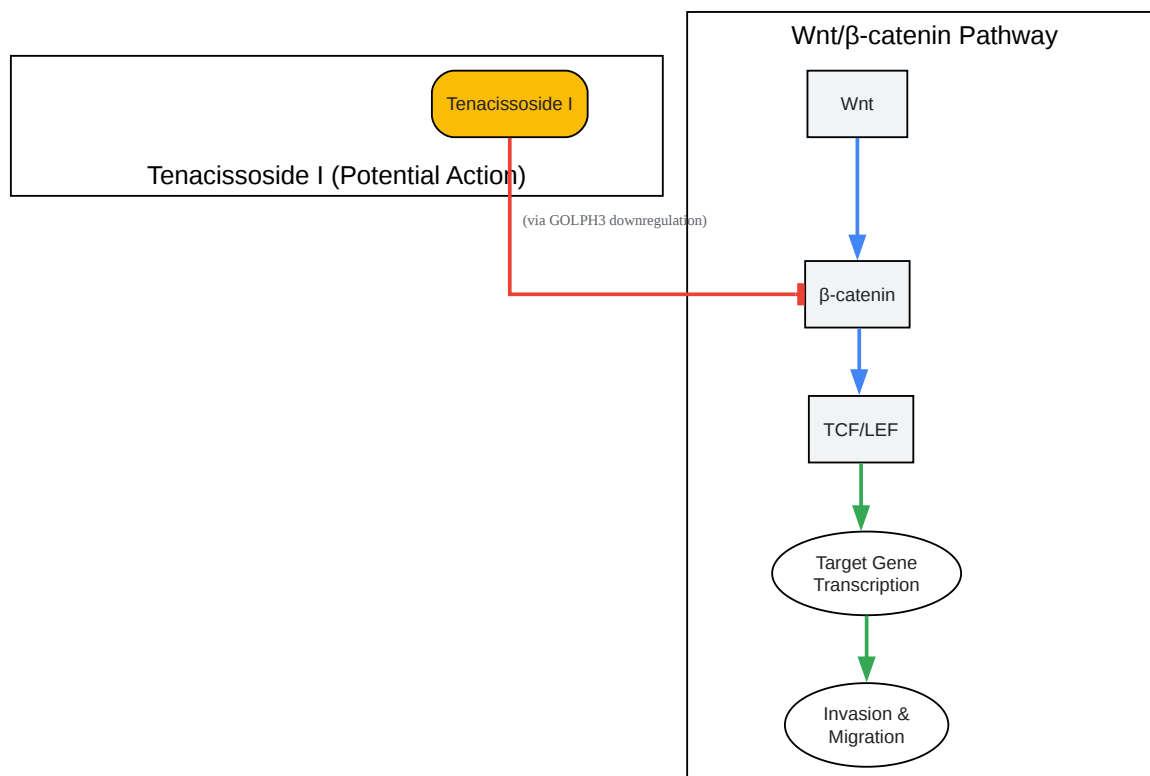 Wnt/β-catenin Pathway
Tenacissoside I
Wnt
Tenacissoside I (Potential Action)
(via GOLPH3 downregulation)
β-catenin
TCF/LEF
Target Gene
Transcription
Invasion &
Migration